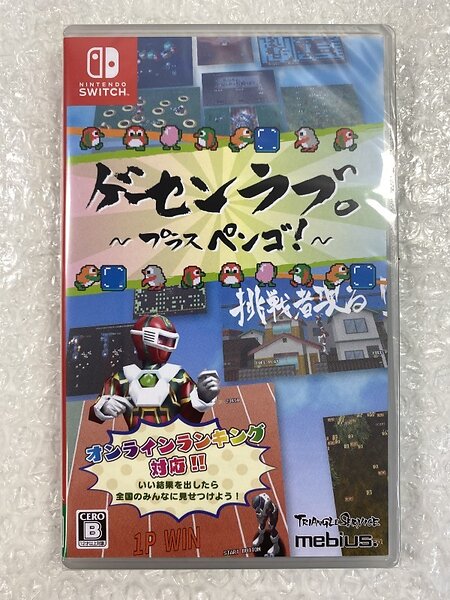 NINTENDO
SWITCH™
ゲーセンラブ。
～プラス ペンゴ！～
挑戦者現る！
オンラインランキング
対応!!
いい結果を出したら
全国のみんなに見せつけよう！
CERO
B
1P WIN
START BUTTON
TRIANGLE SERVICE
mebius.